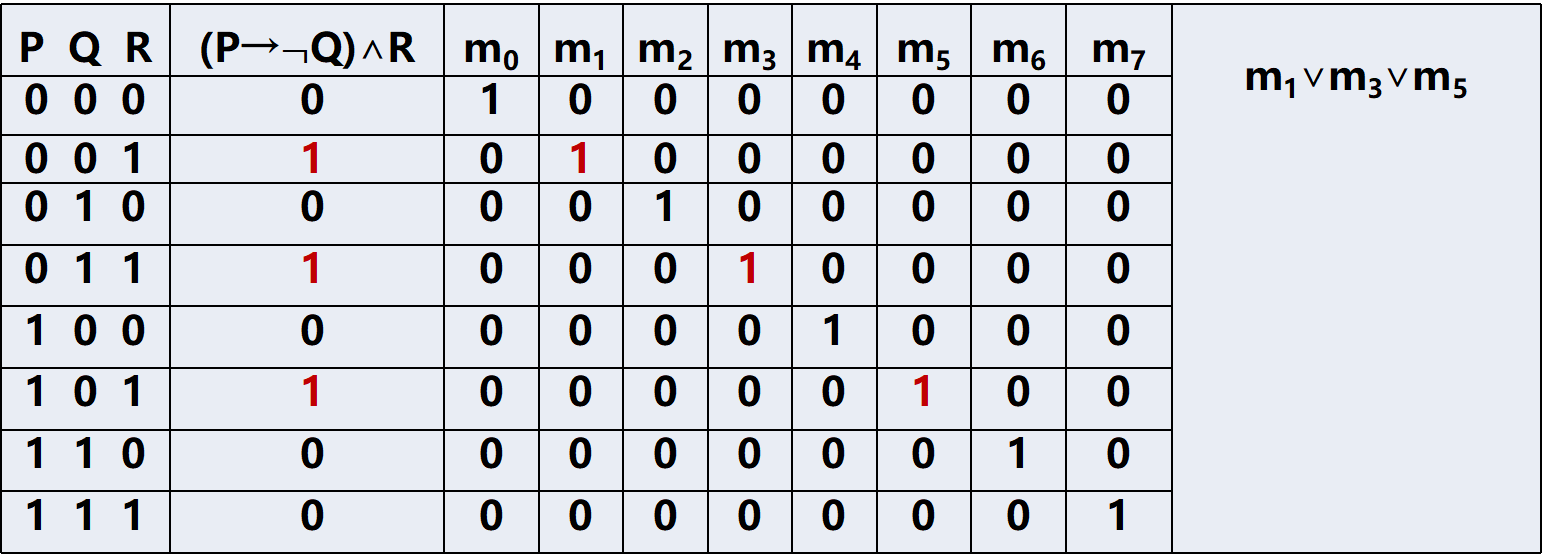 P Q R (P→¬Q)∧R m₀ m₁ m₂ m₃ m₄ m₅ m₆ m₇
m₁∨m₃∨m₅
0 0 0 0 1 0 0 0 0 0 0 0
0 0 1 1 0 1 0 0 0 0 0 0
0 1 0 0 0 0 1 0 0 0 0 0
0 1 1 1 0 0 0 1 0 0 0 0
1 0 0 0 0 0 0 0 1 0 0 0
1 0 1 1 0 0 0 0 0 1 0 0
1 1 0 0 0 0 0 0 0 0 1 0
1 1 1 0 0 0 0 0 0 0 0 1